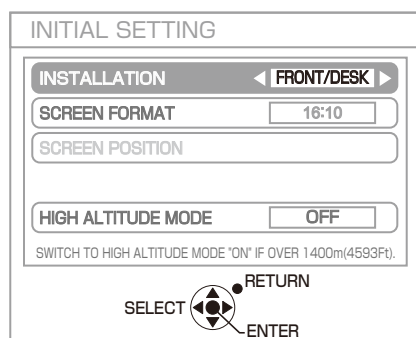 INITIAL SETTING
INSTALLATION FRONT/DESK
SCREEN FORMAT 16:10
SCREEN POSITION
HIGH ALTITUDE MODE OFF
SWITCH TO HIGH ALTITUDE MODE "ON" IF OVER 1400m(4593Ft).
RETURN
SELECT
ENTER